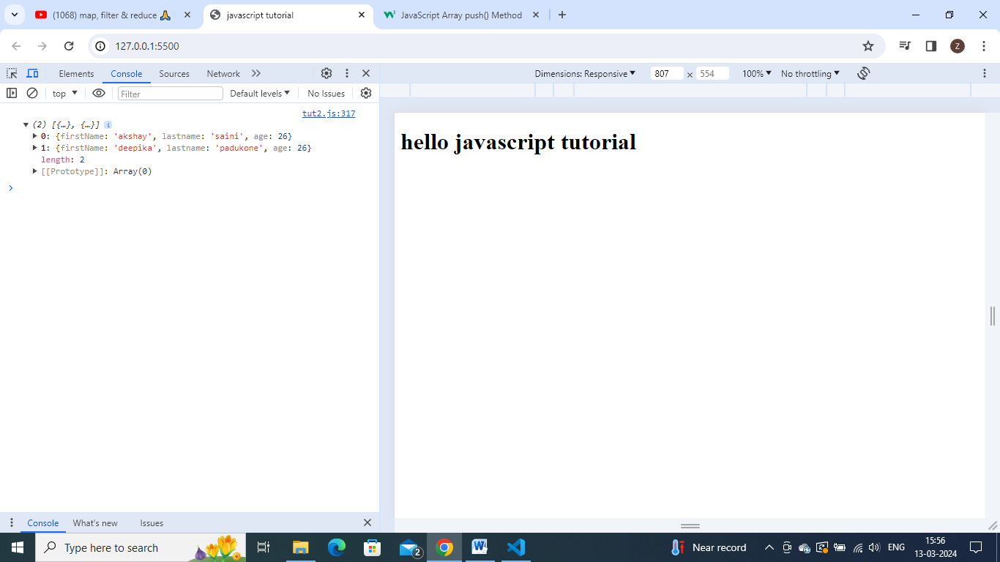 (1068) map, filter & reduce 🙏
javascript tutorial
JavaScript Array push() Method
127.0.0.1:5500
Z
Elements Console Sources Network
Dimensions: Responsive 807 × 554 100% No throttling
top Filter Default levels No Issues
tut2.js:317
(2) [{…}, {…}] i
0: {firstName: 'akshay', lastname: 'saini', age: 26}
1: {firstName: 'deepika', lastname: 'padukone', age: 26}
length: 2
[[Prototype]]: Array(0)
hello javascript tutorial
Console What's new Issues
Type here to search
2
Near record
ENG
15:56
13-03-2024